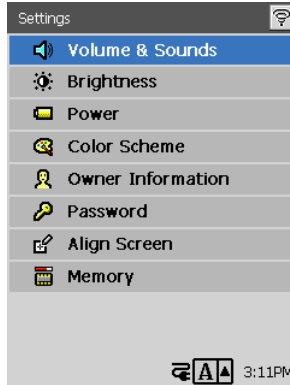 Settings
Volume & Sounds
Brightness
Power
Color Scheme
Owner Information
Password
Align Screen
Memory
A 3:11PM